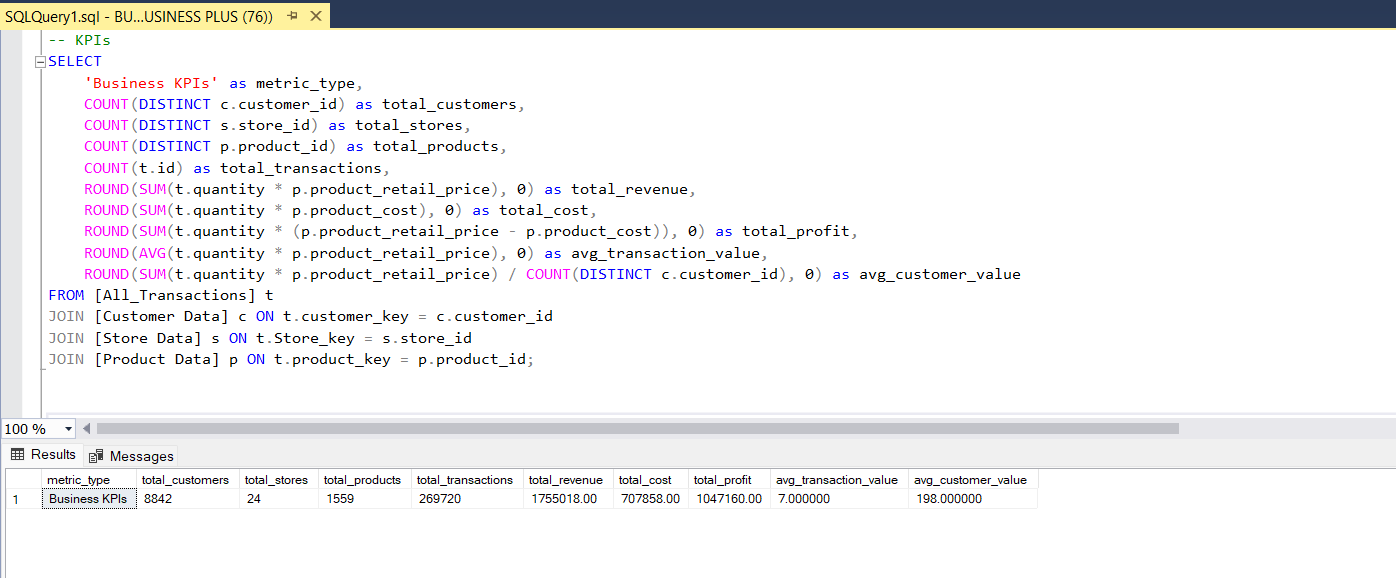 SQLQuery1.sql - BU...USINESS PLUS (76))
-- KPIs
SELECT
'Business KPIs' as metric_type,
COUNT(DISTINCT c.customer_id) as total_customers,
COUNT(DISTINCT s.store_id) as total_stores,
COUNT(DISTINCT p.product_id) as total_products,
COUNT(t.id) as total_transactions,
ROUND(SUM(t.quantity * p.product_retail_price), 0) as total_revenue,
ROUND(SUM(t.quantity * p.product_cost), 0) as total_cost,
ROUND(SUM(t.quantity * (p.product_retail_price - p.product_cost)), 0) as total_profit,
ROUND(AVG(t.quantity * p.product_retail_price), 0) as avg_transaction_value,
ROUND(SUM(t.quantity * p.product_retail_price) / COUNT(DISTINCT c.customer_id), 0) as avg_customer_value
FROM [All_Transactions] t
JOIN [Customer Data] c ON t.customer_key = c.customer_id
JOIN [Store Data] s ON t.Store_key = s.store_id
JOIN [Product Data] p ON t.product_key = p.product_id;
100 %
Results Messages
metric_type total_customers total_stores total_products total_transactions total_revenue total_cost total_profit avg_transaction_value avg_customer_value
1 Business KPIs 8842 24 1559 269720 1755018.00 707858.00 1047160.00 7.000000 198.000000